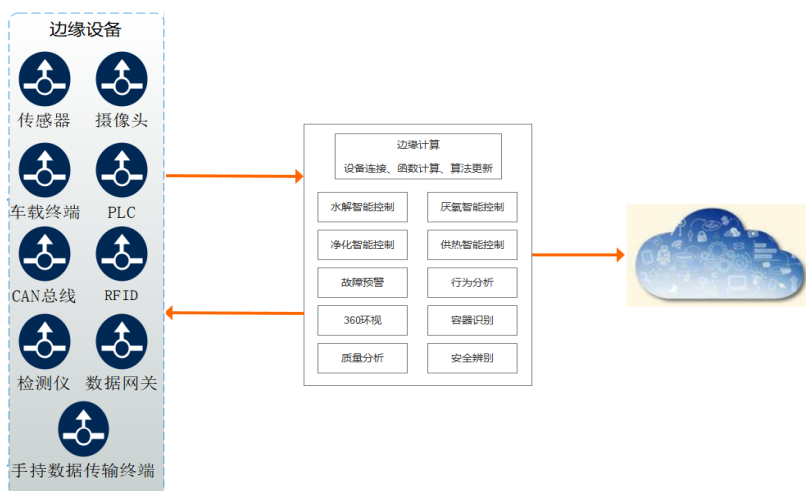 边缘设备
传感器 摄像头
车载终端 PLC
CAN总线 RFID
检测仪 数据网关
手持数据传输终端
边缘计算
设备连接、函数计算、算法更新
水解智能控制 厌氧智能控制
净化智能控制 供热智能控制
故障预警 行为分析
360环视 容器识别
质量分析 安全辨别